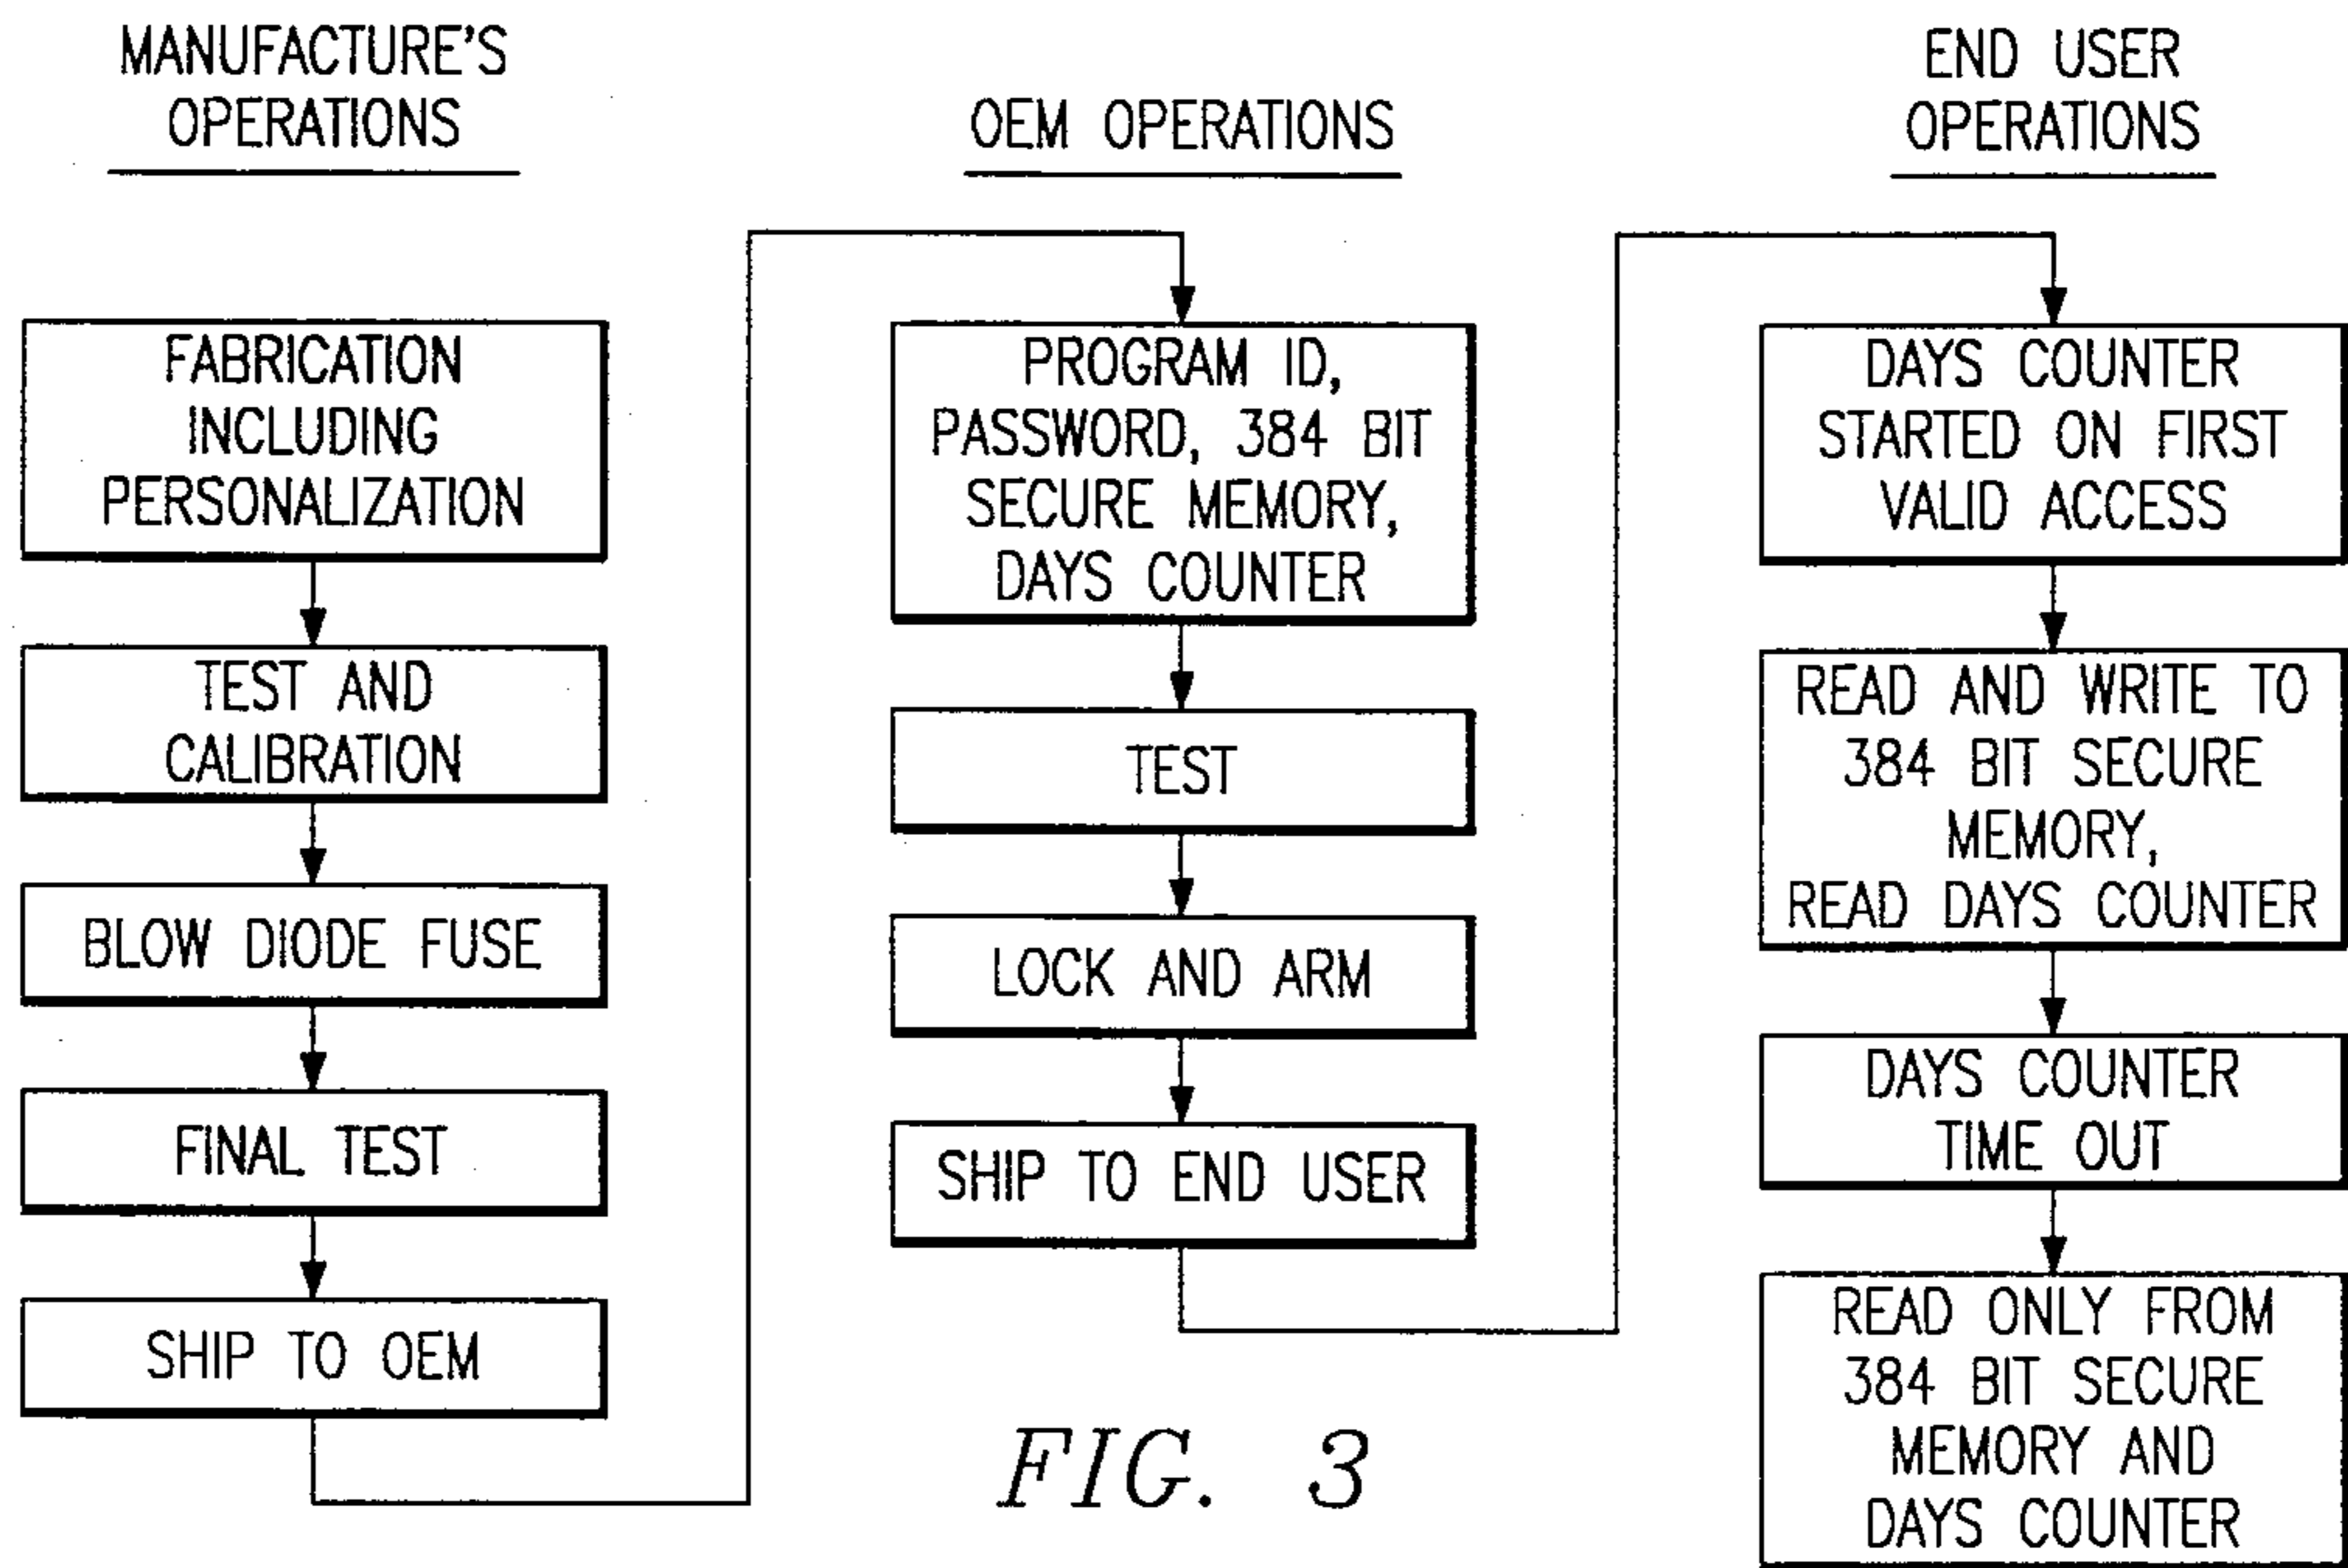 MANUFACTURE'S
OPERATIONS
FABRICATION
INCLUDING
PERSONALIZATION
TEST AND
CALIBRATION
BLOW DIODE FUSE
FINAL TEST
SHIP TO OEM
OEM OPERATIONS
PROGRAM ID,
PASSWORD, 384 BIT
SECURE MEMORY,
DAYS COUNTER
TEST
LOCK AND ARM
SHIP TO END USER
END USER
OPERATIONS
DAYS COUNTER
STARTED ON FIRST
VALID ACCESS
READ AND WRITE TO
384 BIT SECURE
MEMORY,
READ DAYS COUNTER
DAYS COUNTER
TIME OUT
READ ONLY FROM
384 BIT SECURE
MEMORY AND
DAYS COUNTER
FIG. 3